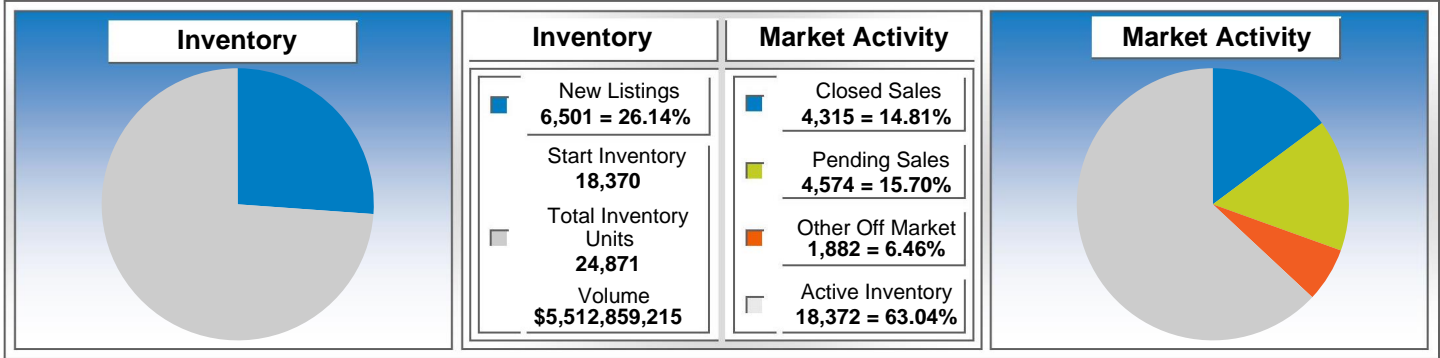 Inventory
Inventory
New Listings
6,501 = 26.14%
Start Inventory
18,370
Total Inventory
Units
24,871
Volume
$5,512,859,215
Market Activity
Closed Sales
4,315 = 14.81%
Pending Sales
4,574 = 15.70%
Other Off Market
1,882 = 6.46%
Active Inventory
18,372 = 63.04%
Market Activity